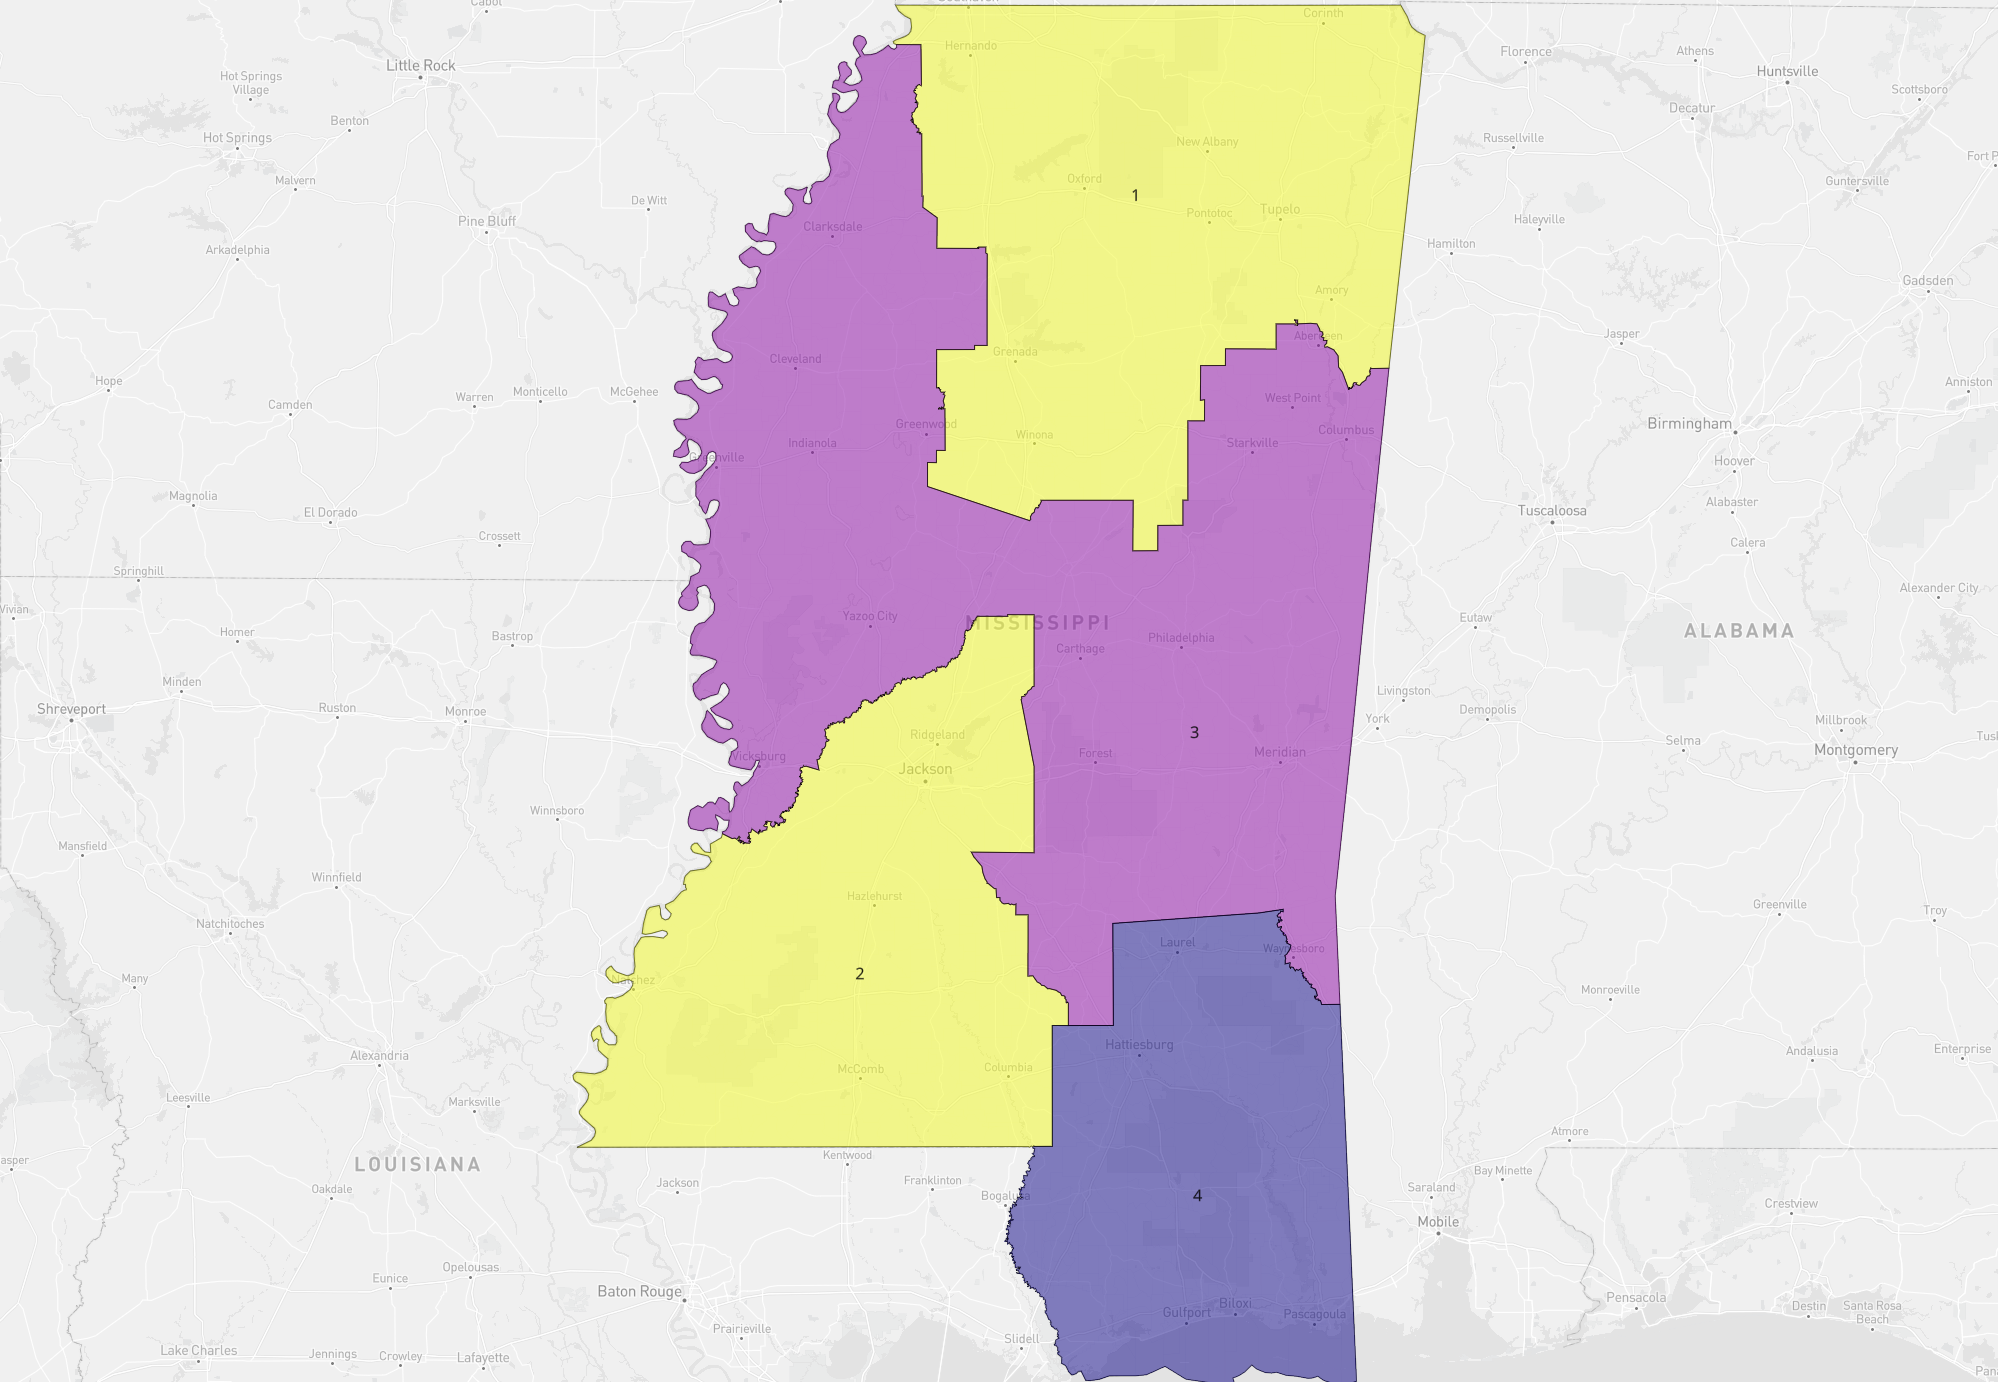 Cabot
Corinth
Hernando
Florence
Athens
Little Rock
Huntsville
Hot Springs
Village
Scottsboro
Decatur
Benton
Hot Springs
Russellville
New Albany
Fort P
Malvern
Oxford
Guntersville
1
De Witt
Pontotoc
Tupelo
Haleyville
Pine Bluff
Clarksdale
Arkadelphia
Hamilton
Gadsden
Amory
Aberdeen
Jasper
Grenada
Cleveland
Hope
Anniston
Monticello
McGehee
Warren
Camden
West Point
Birmingham
Greenwood
Columbus
Winona
Indianola
Starkville
Hoover
Greenville
Magnolia
Alabaster
El Dorado
Tuscaloosa
Crossett
Calera
Springhill
Alexander City
Vivian
Yazoo City
MISSISSIPPI
Eutaw
Homer
Bastrop
Philadelphia
ALABAMA
Carthage
Minden
Livingston
Shreveport
Ruston
Monroe
Demopolis
York
Millbrook
3
Ridgeland
Tusk
Selma
Vicksburg
Forest
Meridian
Montgomery
Jackson
Winnsboro
Mansfield
Winnfield
Hazlehurst
Greenville
Troy
Natchitoches
Laurel
Waynesboro
Many
2
Natchez
Monroeville
Hattiesburg
Alexandria
Andalusia
Enterprise
McComb
Columbia
Leesville
Marksville
Atmore
Kentwood
asper
LOUISIANA
Bay Minette
Jackson
Franklinton
Saraland
Oakdale
Bogalusa
4
Crestview
Mobile
Opelousas
Eunice
Baton Rouge
Pensacola
Biloxi
Gulfport
Pascagoula
Destin
Santa Rosa
Beach
Prairieville
Slidell
Lake Charles
Jennings
Crowley
Lafayette
Pan